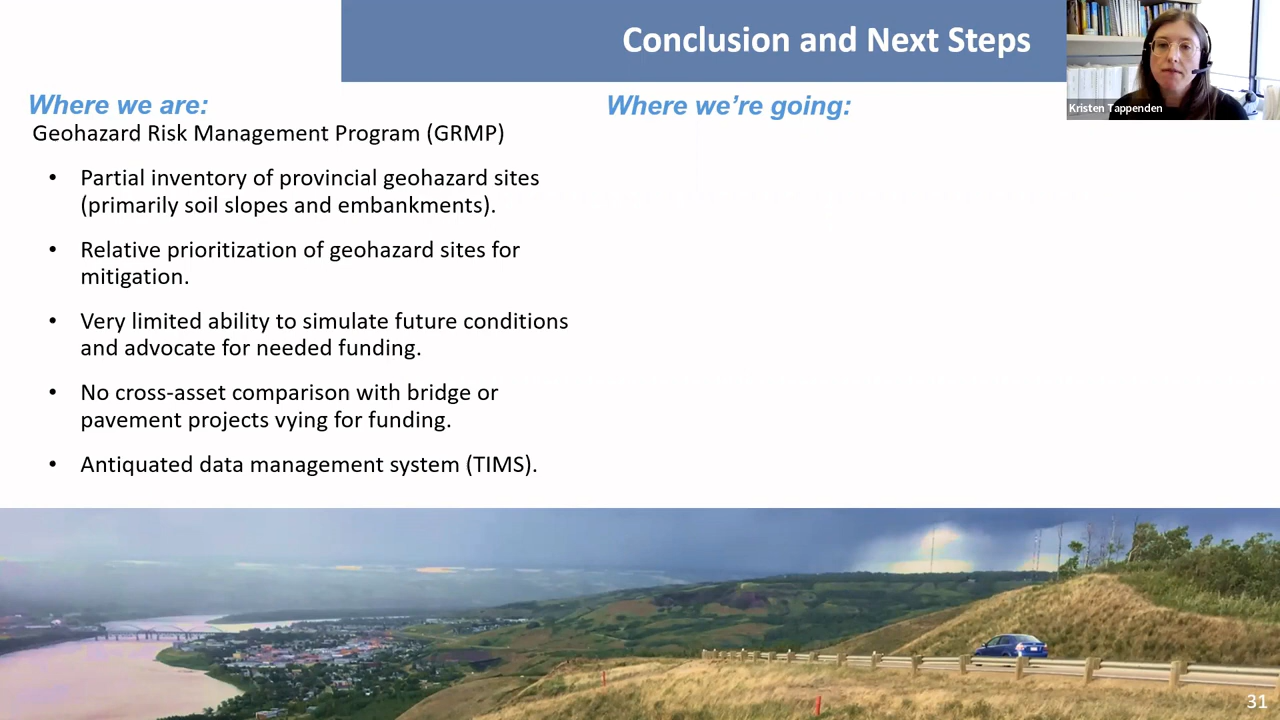 Conclusion and Next Steps
Kristen Tappenden
Where we are:
Geohazard Risk Management Program (GRMP)
• Partial inventory of provincial geohazard sites
(primarily soil slopes and embankments).
• Relative prioritization of geohazard sites for
mitigation.
• Very limited ability to simulate future conditions
and advocate for needed funding.
• No cross-asset comparison with bridge or
pavement projects vying for funding.
• Antiquated data management system (TIMS).
Where we’re going:
31